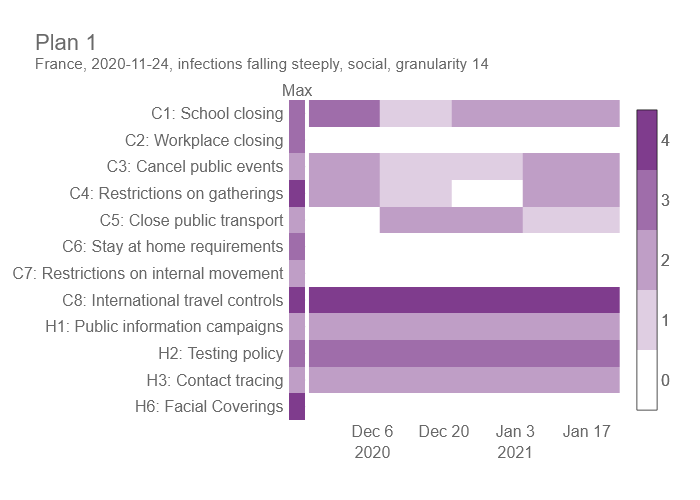 Plan 1
France, 2020-11-24, infections falling steeply, social, granularity 14
Max
C1: School closing
C2: Workplace closing
C3: Cancel public events
C4: Restrictions on gatherings
C5: Close public transport
C6: Stay at home requirements
C7: Restrictions on internal movement
C8: International travel controls
H1: Public information campaigns
H2: Testing policy
H3: Contact tracing
H6: Facial Coverings
4
3
2
1
0
Dec 6 Dec 20 Jan 3 Jan 17
2020 2021